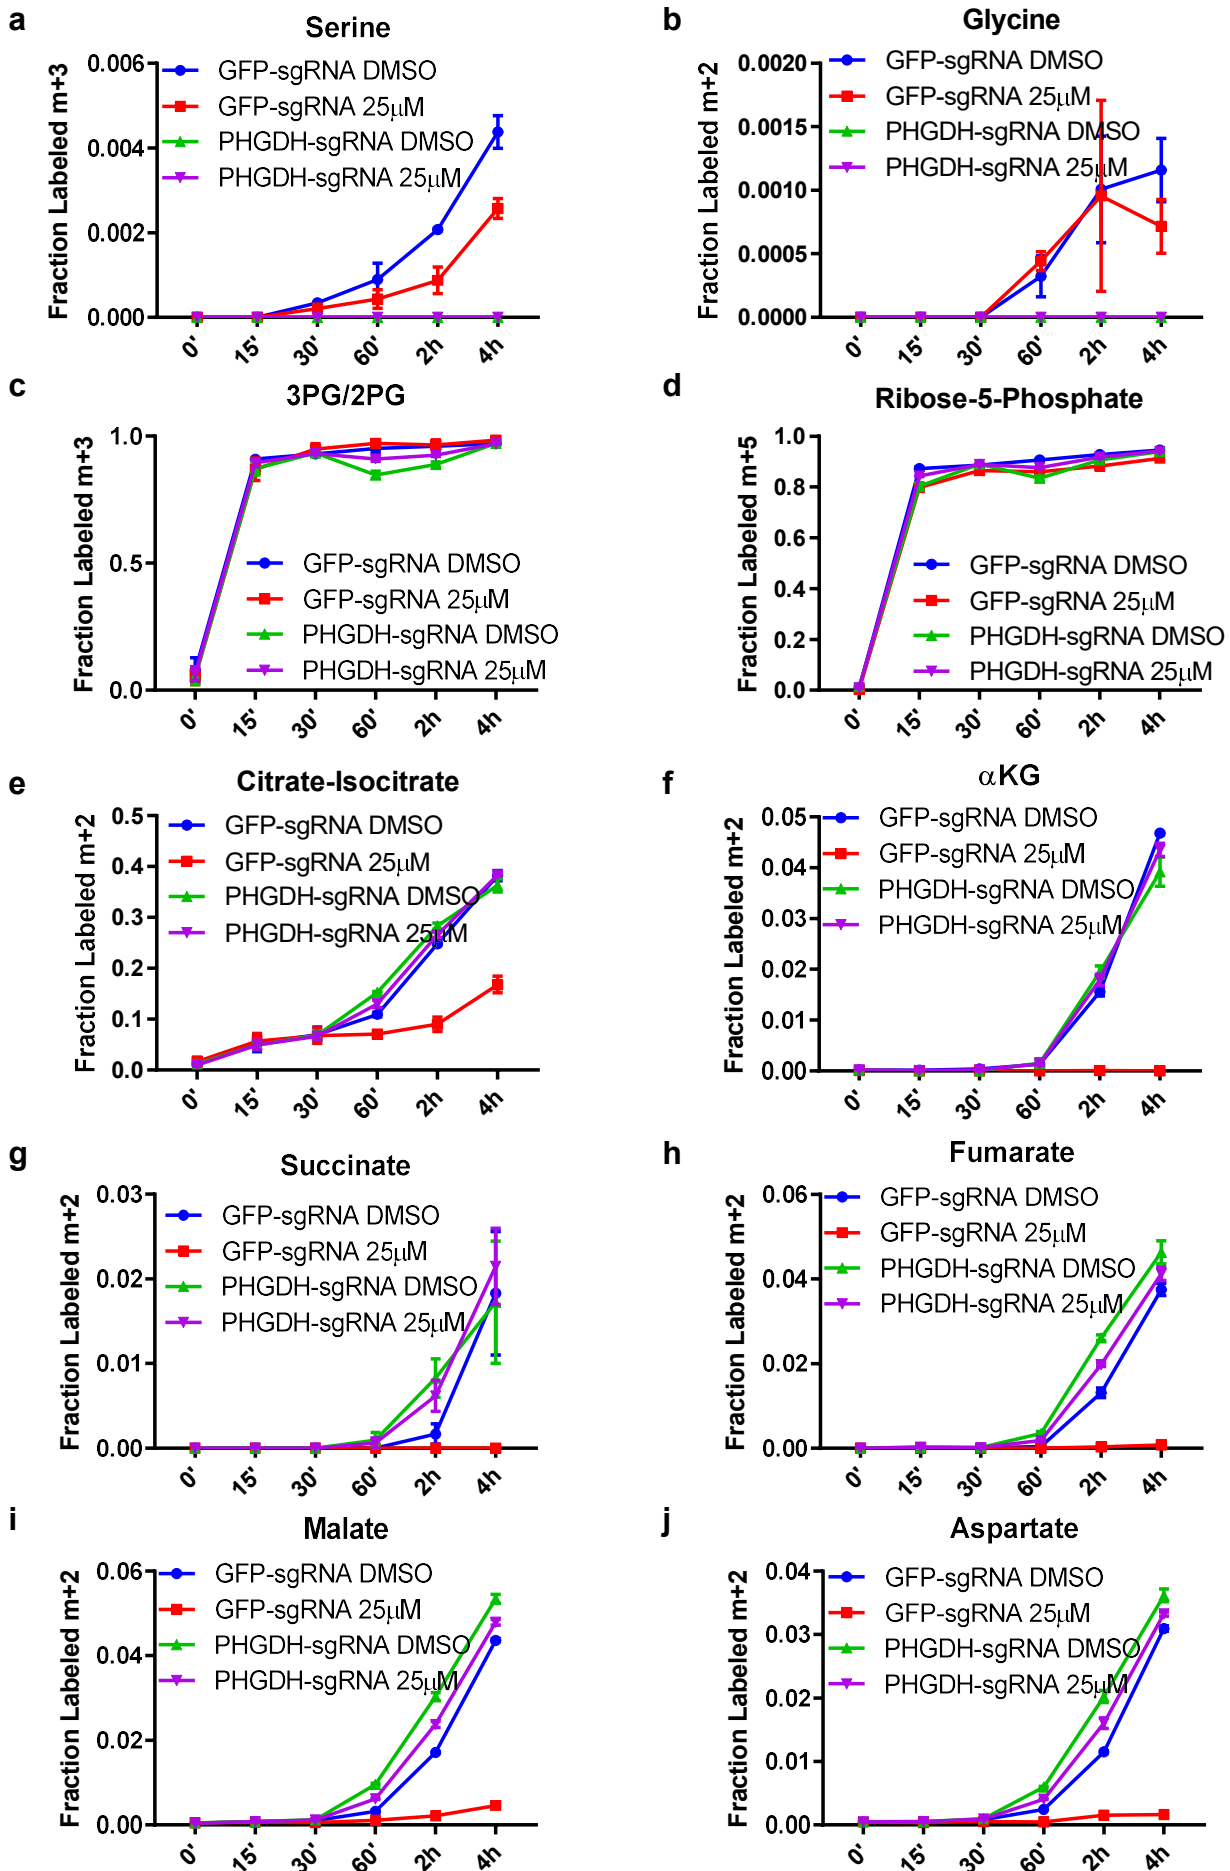 a
Serine
Fraction Labeled m+3
0.006
0.004
0.002
0.000
GFP-sgRNA DMSO
GFP-sgRNA 25μM
PHGDH-sgRNA DMSO
PHGDH-sgRNA 25μM
0'
15'
30'
60'
2h
4h
b
Glycine
Fraction Labeled m+2
0.0020
0.0015
0.0010
0.0005
0.0000
GFP-sgRNA DMSO
GFP-sgRNA 25μM
PHGDH-sgRNA DMSO
PHGDH-sgRNA 25μM
0'
15'
30'
60'
2h
4h
c
3PG/2PG
Fraction Labeled m+3
1.0
0.5
0.0
GFP-sgRNA DMSO
GFP-sgRNA 25μM
PHGDH-sgRNA DMSO
PHGDH-sgRNA 25μM
0'
15'
30'
60'
2h
4h
d
Ribose-5-Phosphate
Fraction Labeled m+5
1.0
0.8
0.6
0.4
0.2
0.0
GFP-sgRNA DMSO
GFP-sgRNA 25μM
PHGDH-sgRNA DMSO
PHGDH-sgRNA 25μM
0'
15'
30'
60'
2h
4h
e
Citrate-Isocitrate
Fraction Labeled m+2
0.5
0.4
0.3
0.2
0.1
0.0
GFP-sgRNA DMSO
GFP-sgRNA 25μM
PHGDH-sgRNA DMSO
PHGDH-sgRNA 25μM
0'
15'
30'
60'
2h
4h
f
αKG
Fraction Labeled m+2
0.05
0.04
0.03
0.02
0.01
0.00
GFP-sgRNA DMSO
GFP-sgRNA 25μM
PHGDH-sgRNA DMSO
PHGDH-sgRNA 25μM
0'
15'
30'
60'
2h
4h
g
Succinate
Fraction Labeled m+2
0.03
0.02
0.01
0.00
GFP-sgRNA DMSO
GFP-sgRNA 25μM
PHGDH-sgRNA DMSO
PHGDH-sgRNA 25μM
0'
15'
30'
60'
2h
4h
h
Fumarate
Fraction Labeled m+2
0.06
0.04
0.02
0.00
GFP-sgRNA DMSO
GFP-sgRNA 25μM
PHGDH-sgRNA DMSO
PHGDH-sgRNA 25μM
0'
15'
30'
60'
2h
4h
i
Malate
Fraction Labeled m+2
0.06
0.04
0.02
0.00
GFP-sgRNA DMSO
GFP-sgRNA 25μM
PHGDH-sgRNA DMSO
PHGDH-sgRNA 25μM
0'
15'
30'
60'
2h
4h
j
Aspartate
Fraction Labeled m+2
0.04
0.03
0.02
0.01
0.00
GFP-sgRNA DMSO
GFP-sgRNA 25μM
PHGDH-sgRNA DMSO
PHGDH-sgRNA 25μM
0'
15'
30'
60'
2h
4h